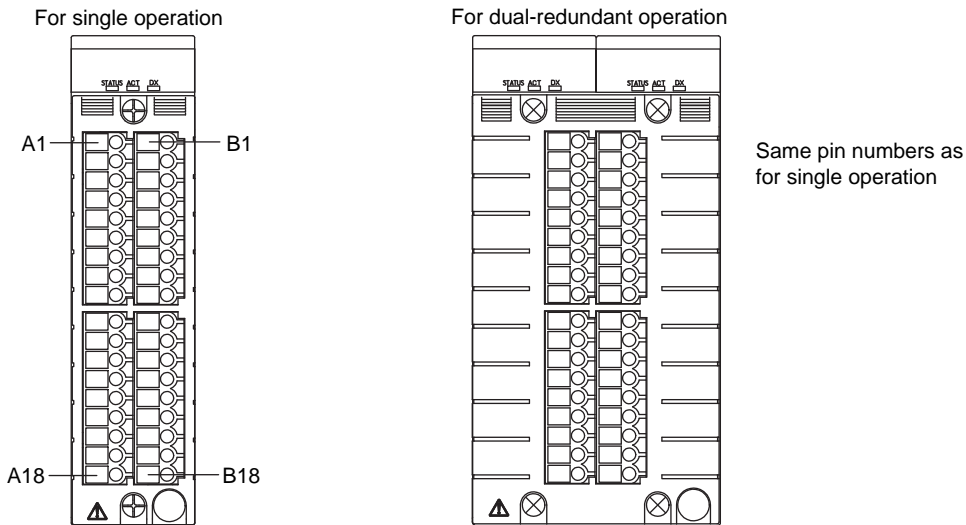 For single operation
For dual-redundant operation
STATUS ACT DX
STATUS ACT DX
STATUS ACT DX
A1
B1
Same pin numbers as
for single operation
A18
B18